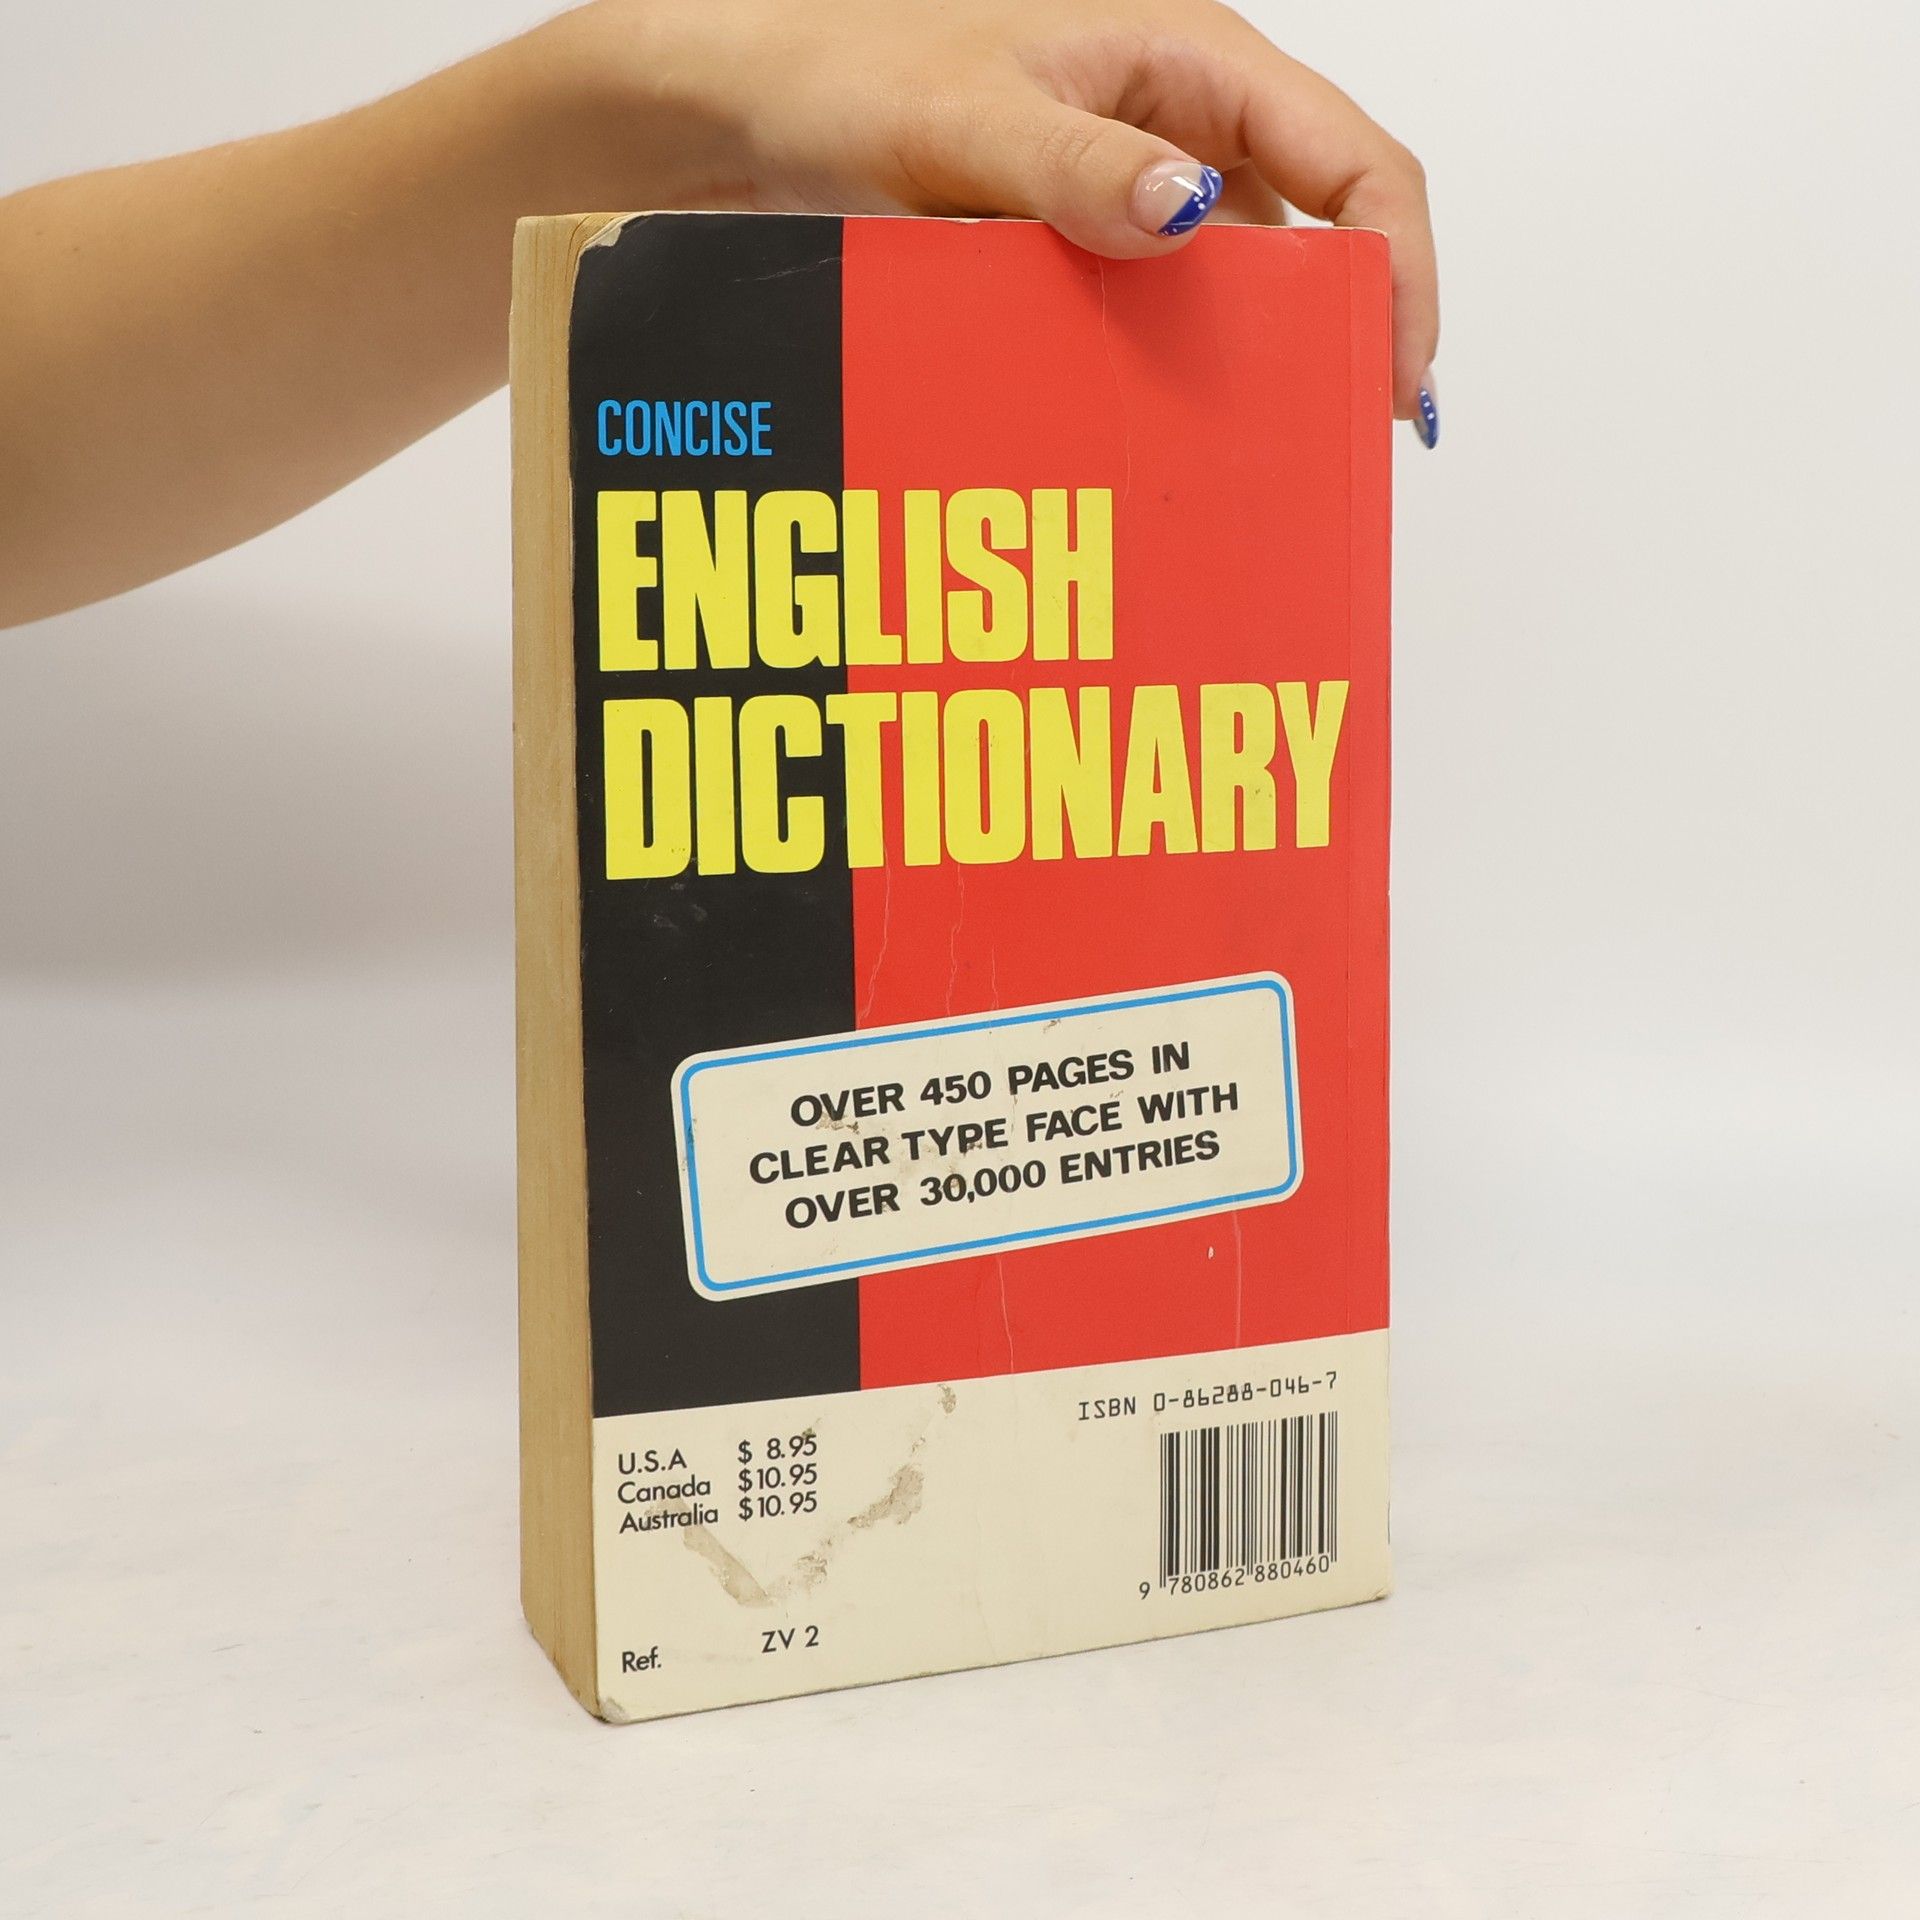 CONCISE
ENGLISH
DICTIONARY
OVER 450 PAGES IN
CLEAR TYPE FACE WITH
OVER 30,000 ENTRIES
ISBN 0-86288-046-7
U.S.A $ 8.95
Canada $10.95
Australia $10.95
9 780862 880460
Ref. ZV 2